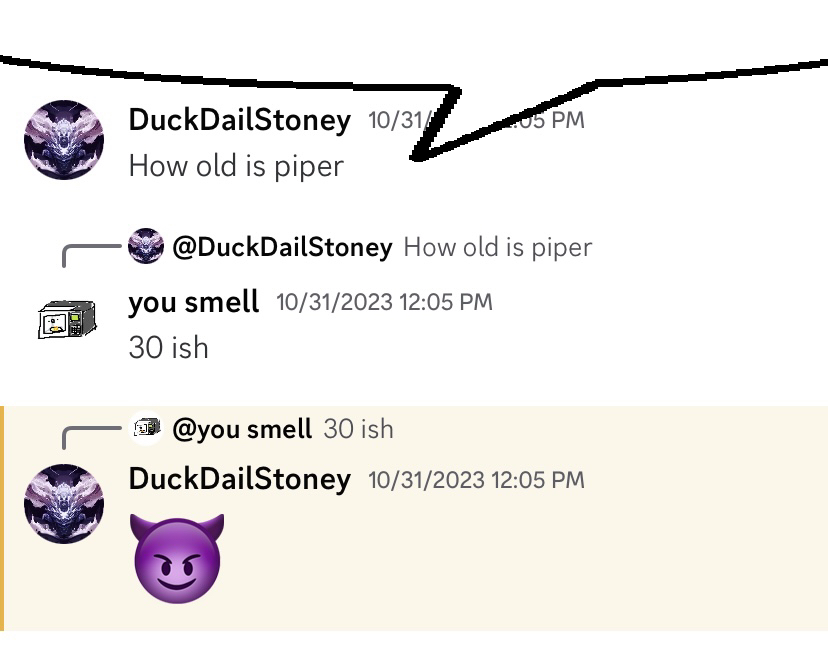 DuckDailStoney 10/31/ :05 PM
How old is piper
@DuckDailStoney How old is piper
you smell 10/31/2023 12:05 PM
30 ish
@you smell 30 ish
DuckDailStoney 10/31/2023 12:05 PM